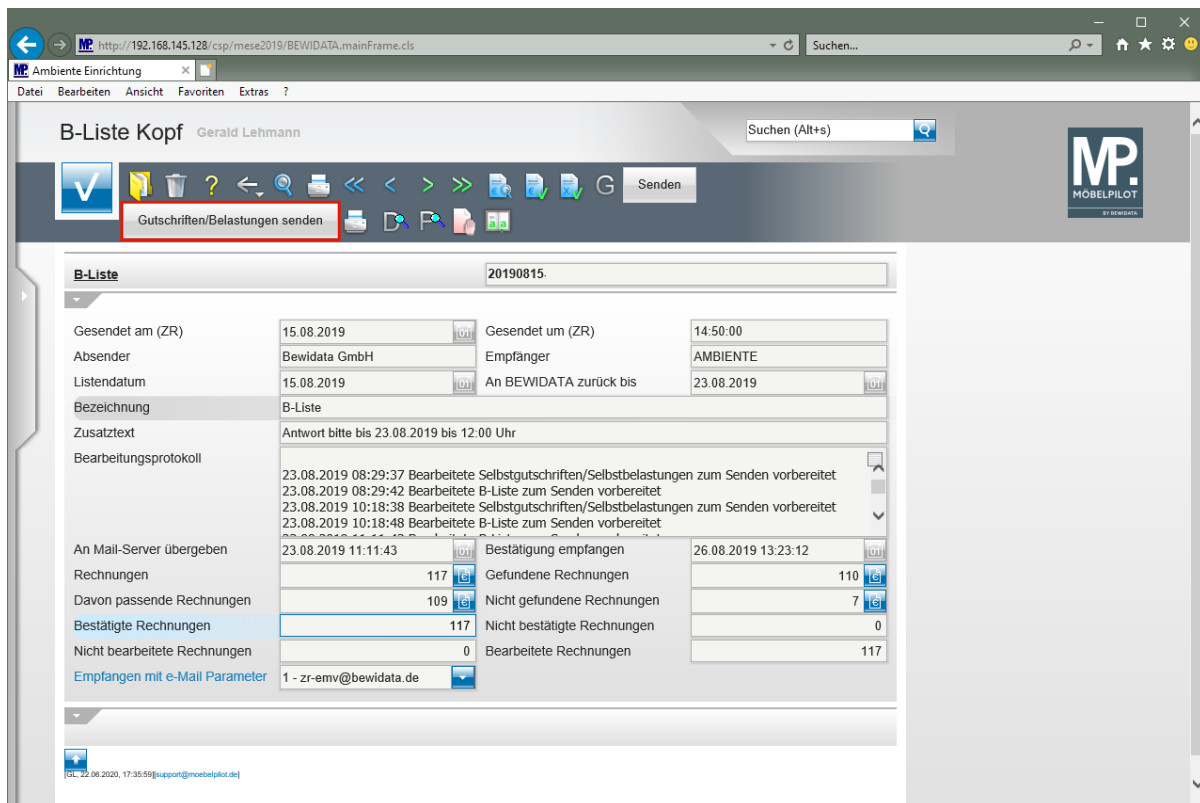 http://192.168.145.128/csp/mese2019/BEWIDATA.mainFrame.cls
Suchen...
MP. Ambiente Einrichtung
Datei Bearbeiten Ansicht Favoriten Extras ?
B-Liste Kopf Gerald Lehmann
Suchen (Alt+s)
MP.
MÖBELPILOT
BY BEWIDATA
G Senden
Gutschriften/Belastungen senden
B-Liste 20190815-
Gesendet am (ZR) 15.08.2019 Gesendet um (ZR) 14:50:00
Absender Bewidata GmbH Empfänger AMBIENTE
Listendatum 15.08.2019 An BEWIDATA zurück bis 23.08.2019
Bezeichnung B-Liste
Zusatztext Antwort bitte bis 23.08.2019 bis 12:00 Uhr
Bearbeitungsprotokoll
23.08.2019 08:29:37 Bearbeitete Selbstgutschriften/Selbstbelastungen zum Senden vorbereitet
23.08.2019 08:29:42 Bearbeitete B-Liste zum Senden vorbereitet
23.08.2019 10:18:38 Bearbeitete Selbstgutschriften/Selbstbelastungen zum Senden vorbereitet
23.08.2019 10:18:48 Bearbeitete B-Liste zum Senden vorbereitet
An Mail-Server übergeben 23.08.2019 11:11:43 Bestätigung empfangen 26.08.2019 13:23:12
Rechnungen 117 Gefundene Rechnungen 110
Davon passende Rechnungen 109 Nicht gefundene Rechnungen 7
Bestätigte Rechnungen 117 Nicht bestätigte Rechnungen 0
Nicht bearbeitete Rechnungen 0 Bearbeitete Rechnungen 117
Empfangen mit e-Mail Parameter 1 - zr-emv@bewidata.de
[GL, 22.06.2020, 17:35:59][support@moebelpilot.de]